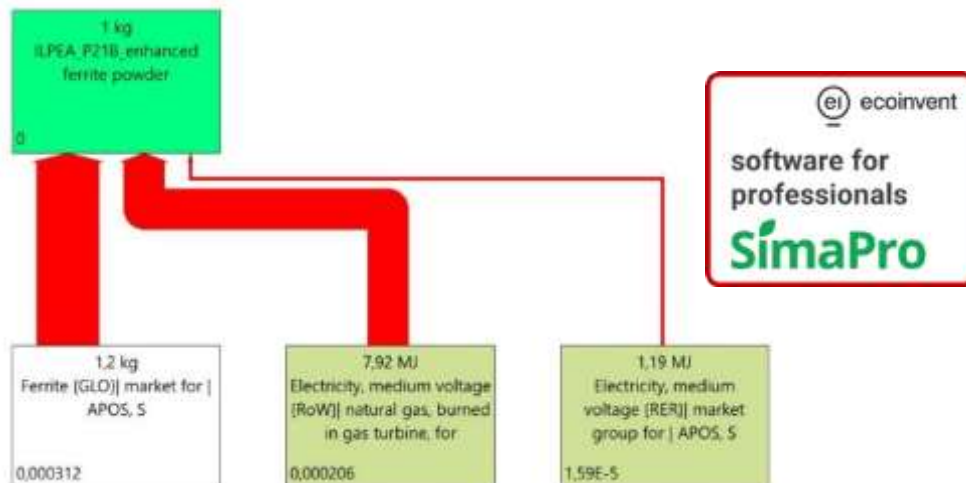 1 kg
ILPEA_P21B_enhanced
ferrite powder
0
ei ecoinvent
software for
professionals
SimaPro
1,2 kg
Ferrite {GLO}| market for |
APOS, S
0,000312
7,92 MJ
Electricity, medium voltage
{RoW}| natural gas, burned
in gas turbine, for
0,000206
1,19 MJ
Electricity, medium
voltage {RER}| market
group for | APOS, S
1,59E-5